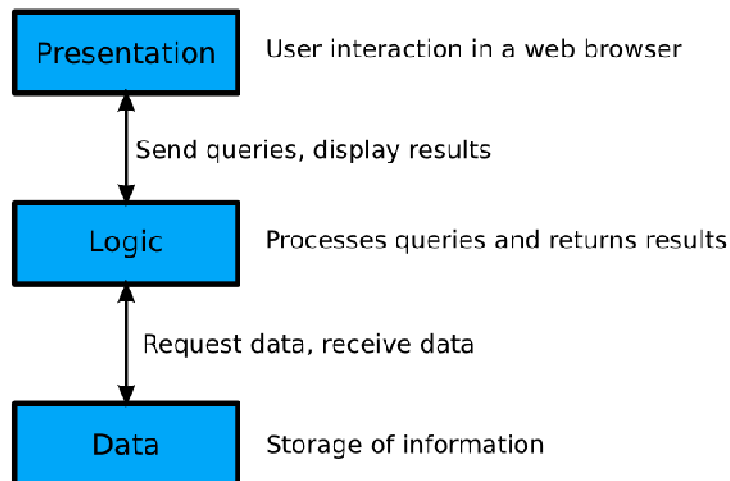 Presentation
User interaction in a web browser
Send queries, display results
Logic
Processes queries and returns results
Request data, receive data
Data
Storage of information